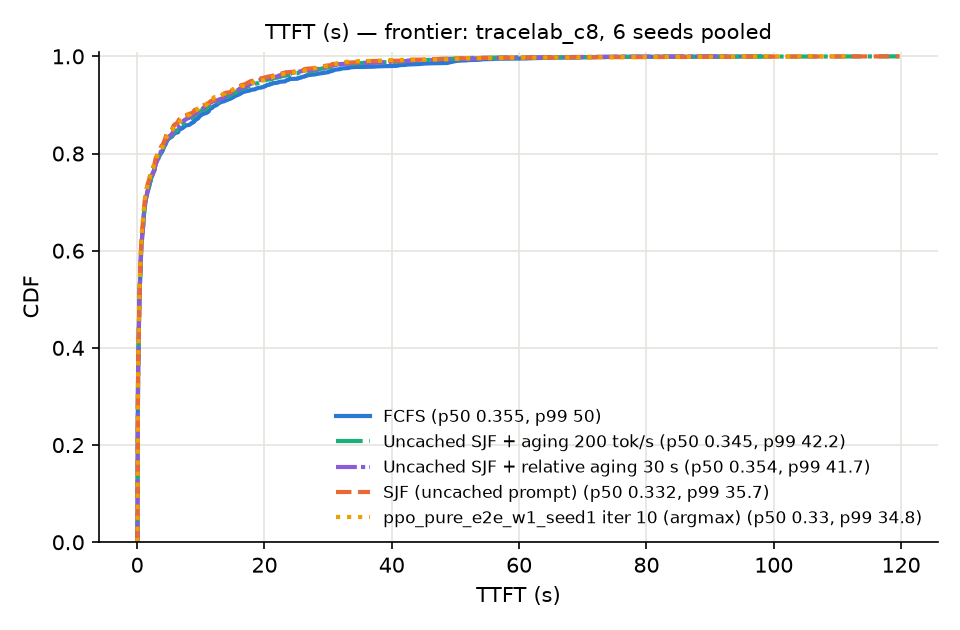 TTFT (s) — frontier: tracelab_c8, 6 seeds pooled
1.0
0.8
0.6
0.4
0.2
0.0
CDF
FCFS (p50 0.355, p99 50)
Uncached SJF + aging 200 tok/s (p50 0.345, p99 42.2)
Uncached SJF + relative aging 30 s (p50 0.354, p99 41.7)
SJF (uncached prompt) (p50 0.332, p99 35.7)
ppo_pure_e2e_w1_seed1 iter 10 (argmax) (p50 0.33, p99 34.8)
0 20 40 60 80 100 120
TTFT (s)